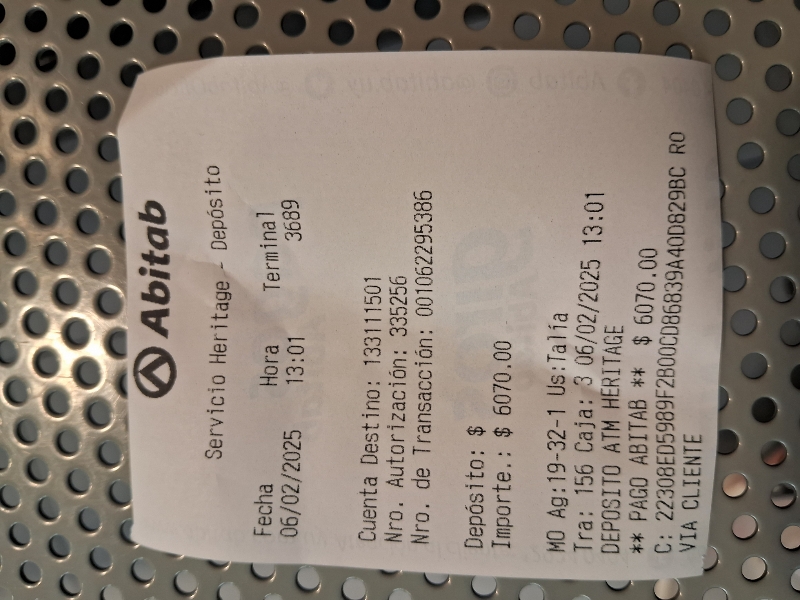 Abitab
Servicio Heritage - Depósito
Fecha Hora Terminal
06/02/2025 13:01 3689
Cuenta Destino: 133111501
Nro. Autorización: 335256
Nro. de Transacción: 001062295386
Depósito: $
Importe.: $ 6070.00
MO Ag:19-32-1 Us:Talía
Tra: 156 Caja: 3 06/02/2025 13:01
DEPOSITO ATM HERITAGE
** PAGO ABITAB ** $ 6070.00
C: 22308ED5989F2B00CD86839A40D829BC RO
VIA CLIENTE